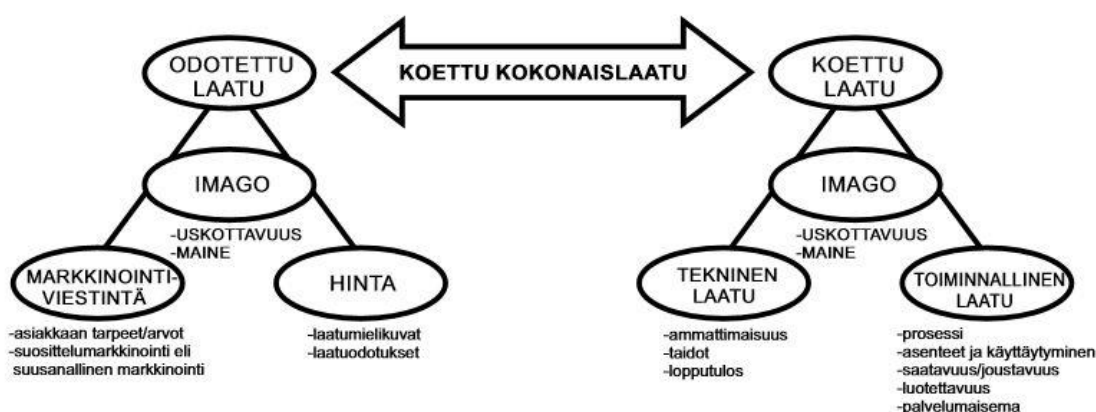 ODOTETTU
LAATU
KOETTU KOKONAISLAATU
KOETTU
LAATU
IMAGO
-USKOTTAVUUS
-MAINE
IMAGO
-USKOTTAVUUS
-MAINE
MARKKINOINTI-
VIESTINTÄ
-asiakkaan tarpeet/arvot
-suosittelumarkkinointi eli
suusanallinen markkinointi
HINTA
-laatumielikuvat
-laatuodotukset
TEKNINEN
LAATU
-ammattimaisuus
-taidot
-lopputulos
TOIMINNALLINEN
LAATU
-prosessi
-asenteet ja käyttäytyminen
-saatavuus/joustavuus
-luotettavuus
-palvelumaisema